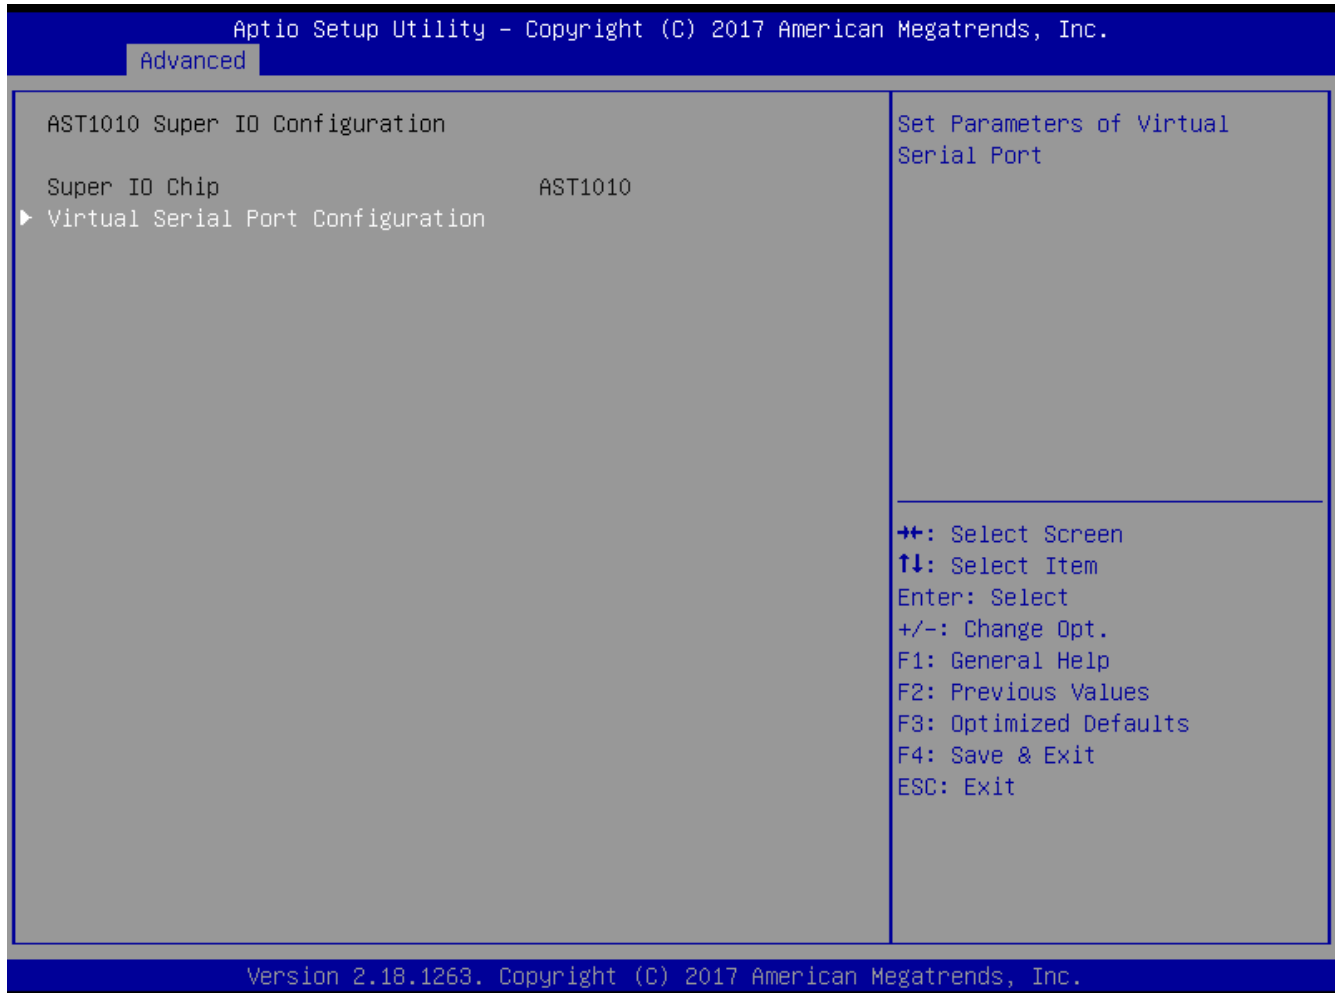 Aptio Setup Utility – Copyright (C) 2017 American Megatrends, Inc.
Advanced
AST1010 Super IO Configuration
Super IO Chip AST1010
▶ Virtual Serial Port Configuration
Set Parameters of Virtual
Serial Port
→←: Select Screen
↑↓: Select Item
Enter: Select
+/-: Change Opt.
F1: General Help
F2: Previous Values
F3: Optimized Defaults
F4: Save & Exit
ESC: Exit
Version 2.18.1263. Copyright (C) 2017 American Megatrends, Inc.